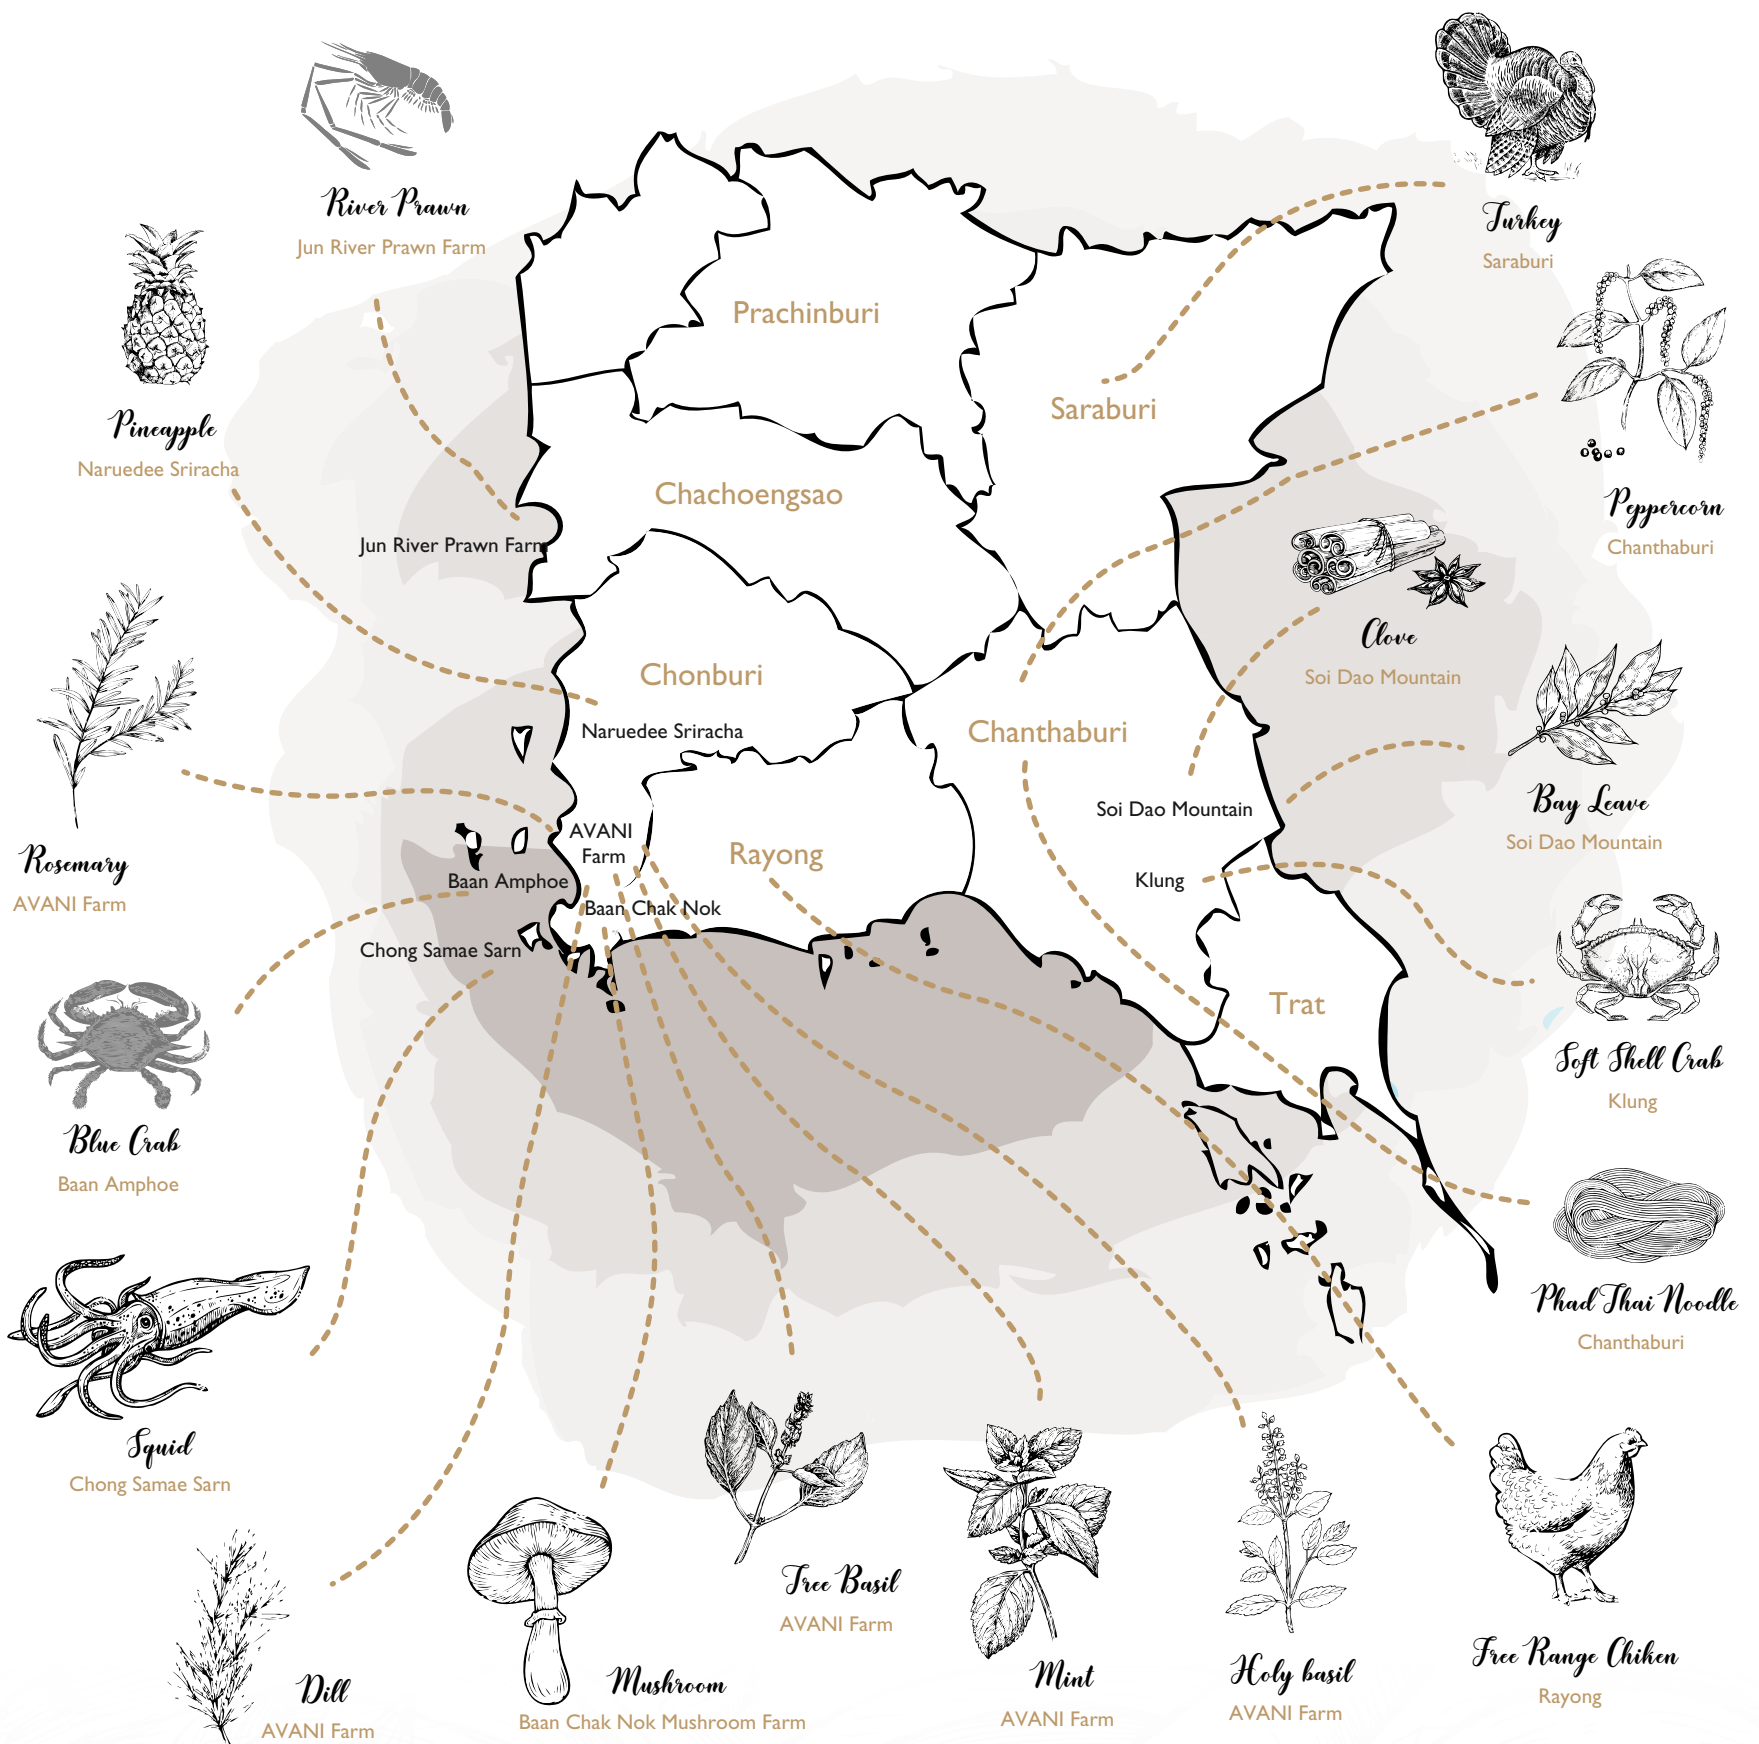 River Prawn
Jun River Prawn Farm
Turkey
Saraburi
Pineapple
Naruedee Sriracha
Peppercorn
Chanthaburi
Prachinburi
Saraburi
Chachoengsao
Jun River Prawn Farm
Clove
Soi Dao Mountain
Chonburi
Naruedee Sriracha
Chanthaburi
Soi Dao Mountain
Bay Leave
Soi Dao Mountain
Rosemary
AVANI Farm
AVANI
Farm
Rayong
Baan Amphoe
Klung
Baan Chak Nok
Chong Samae Sarn
Trat
Soft Shell Crab
Klung
Blue Crab
Baan Amphoe
Phad Thai Noodle
Chanthaburi
Squid
Chong Samae Sarn
Tree Basil
AVANI Farm
Dill
AVANI Farm
Mushroom
Baan Chak Nok Mushroom Farm
Mint
AVANI Farm
Holy basil
AVANI Farm
Free Range Chiken
Rayong